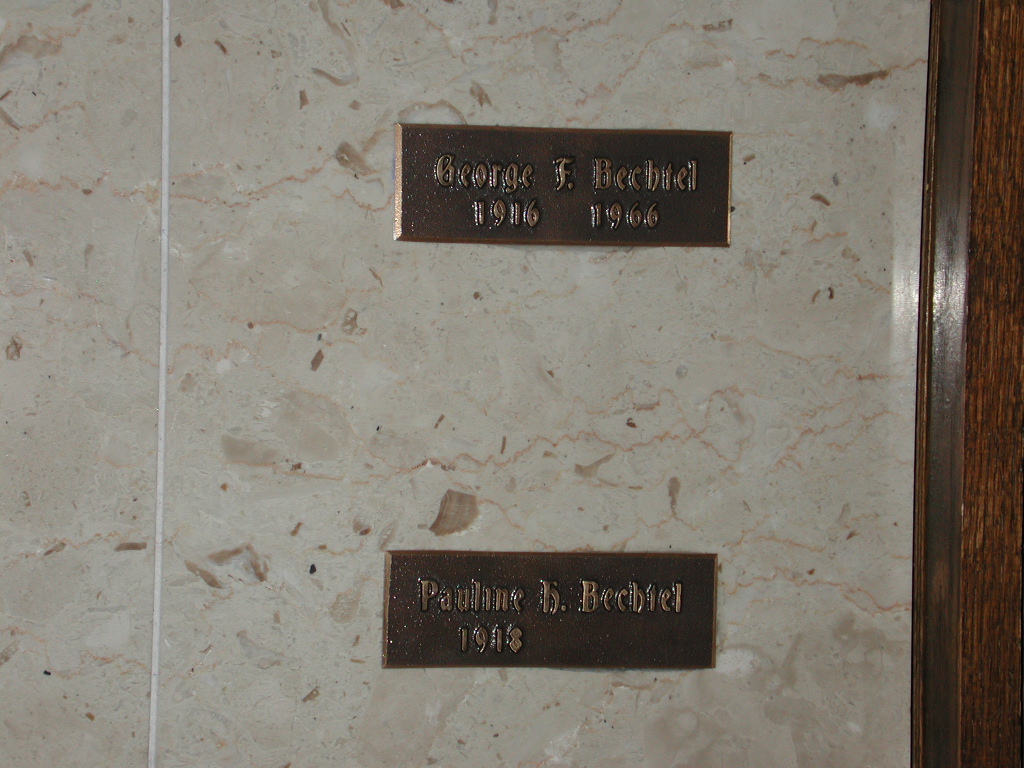 George F. Bechtel
1916 1966
Pauline H. Bechtel
1918